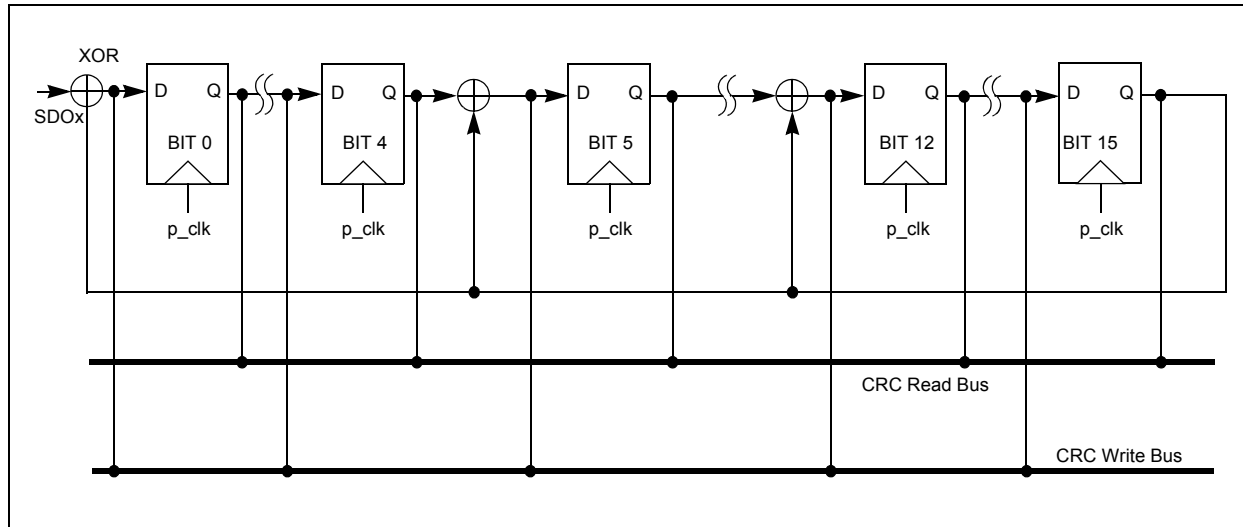 XOR
SDOx
D Q
BIT 0
p_clk
D Q
BIT 4
p_clk
D Q
BIT 5
p_clk
D Q
BIT 12
p_clk
D Q
BIT 15
p_clk
CRC Read Bus
CRC Write Bus